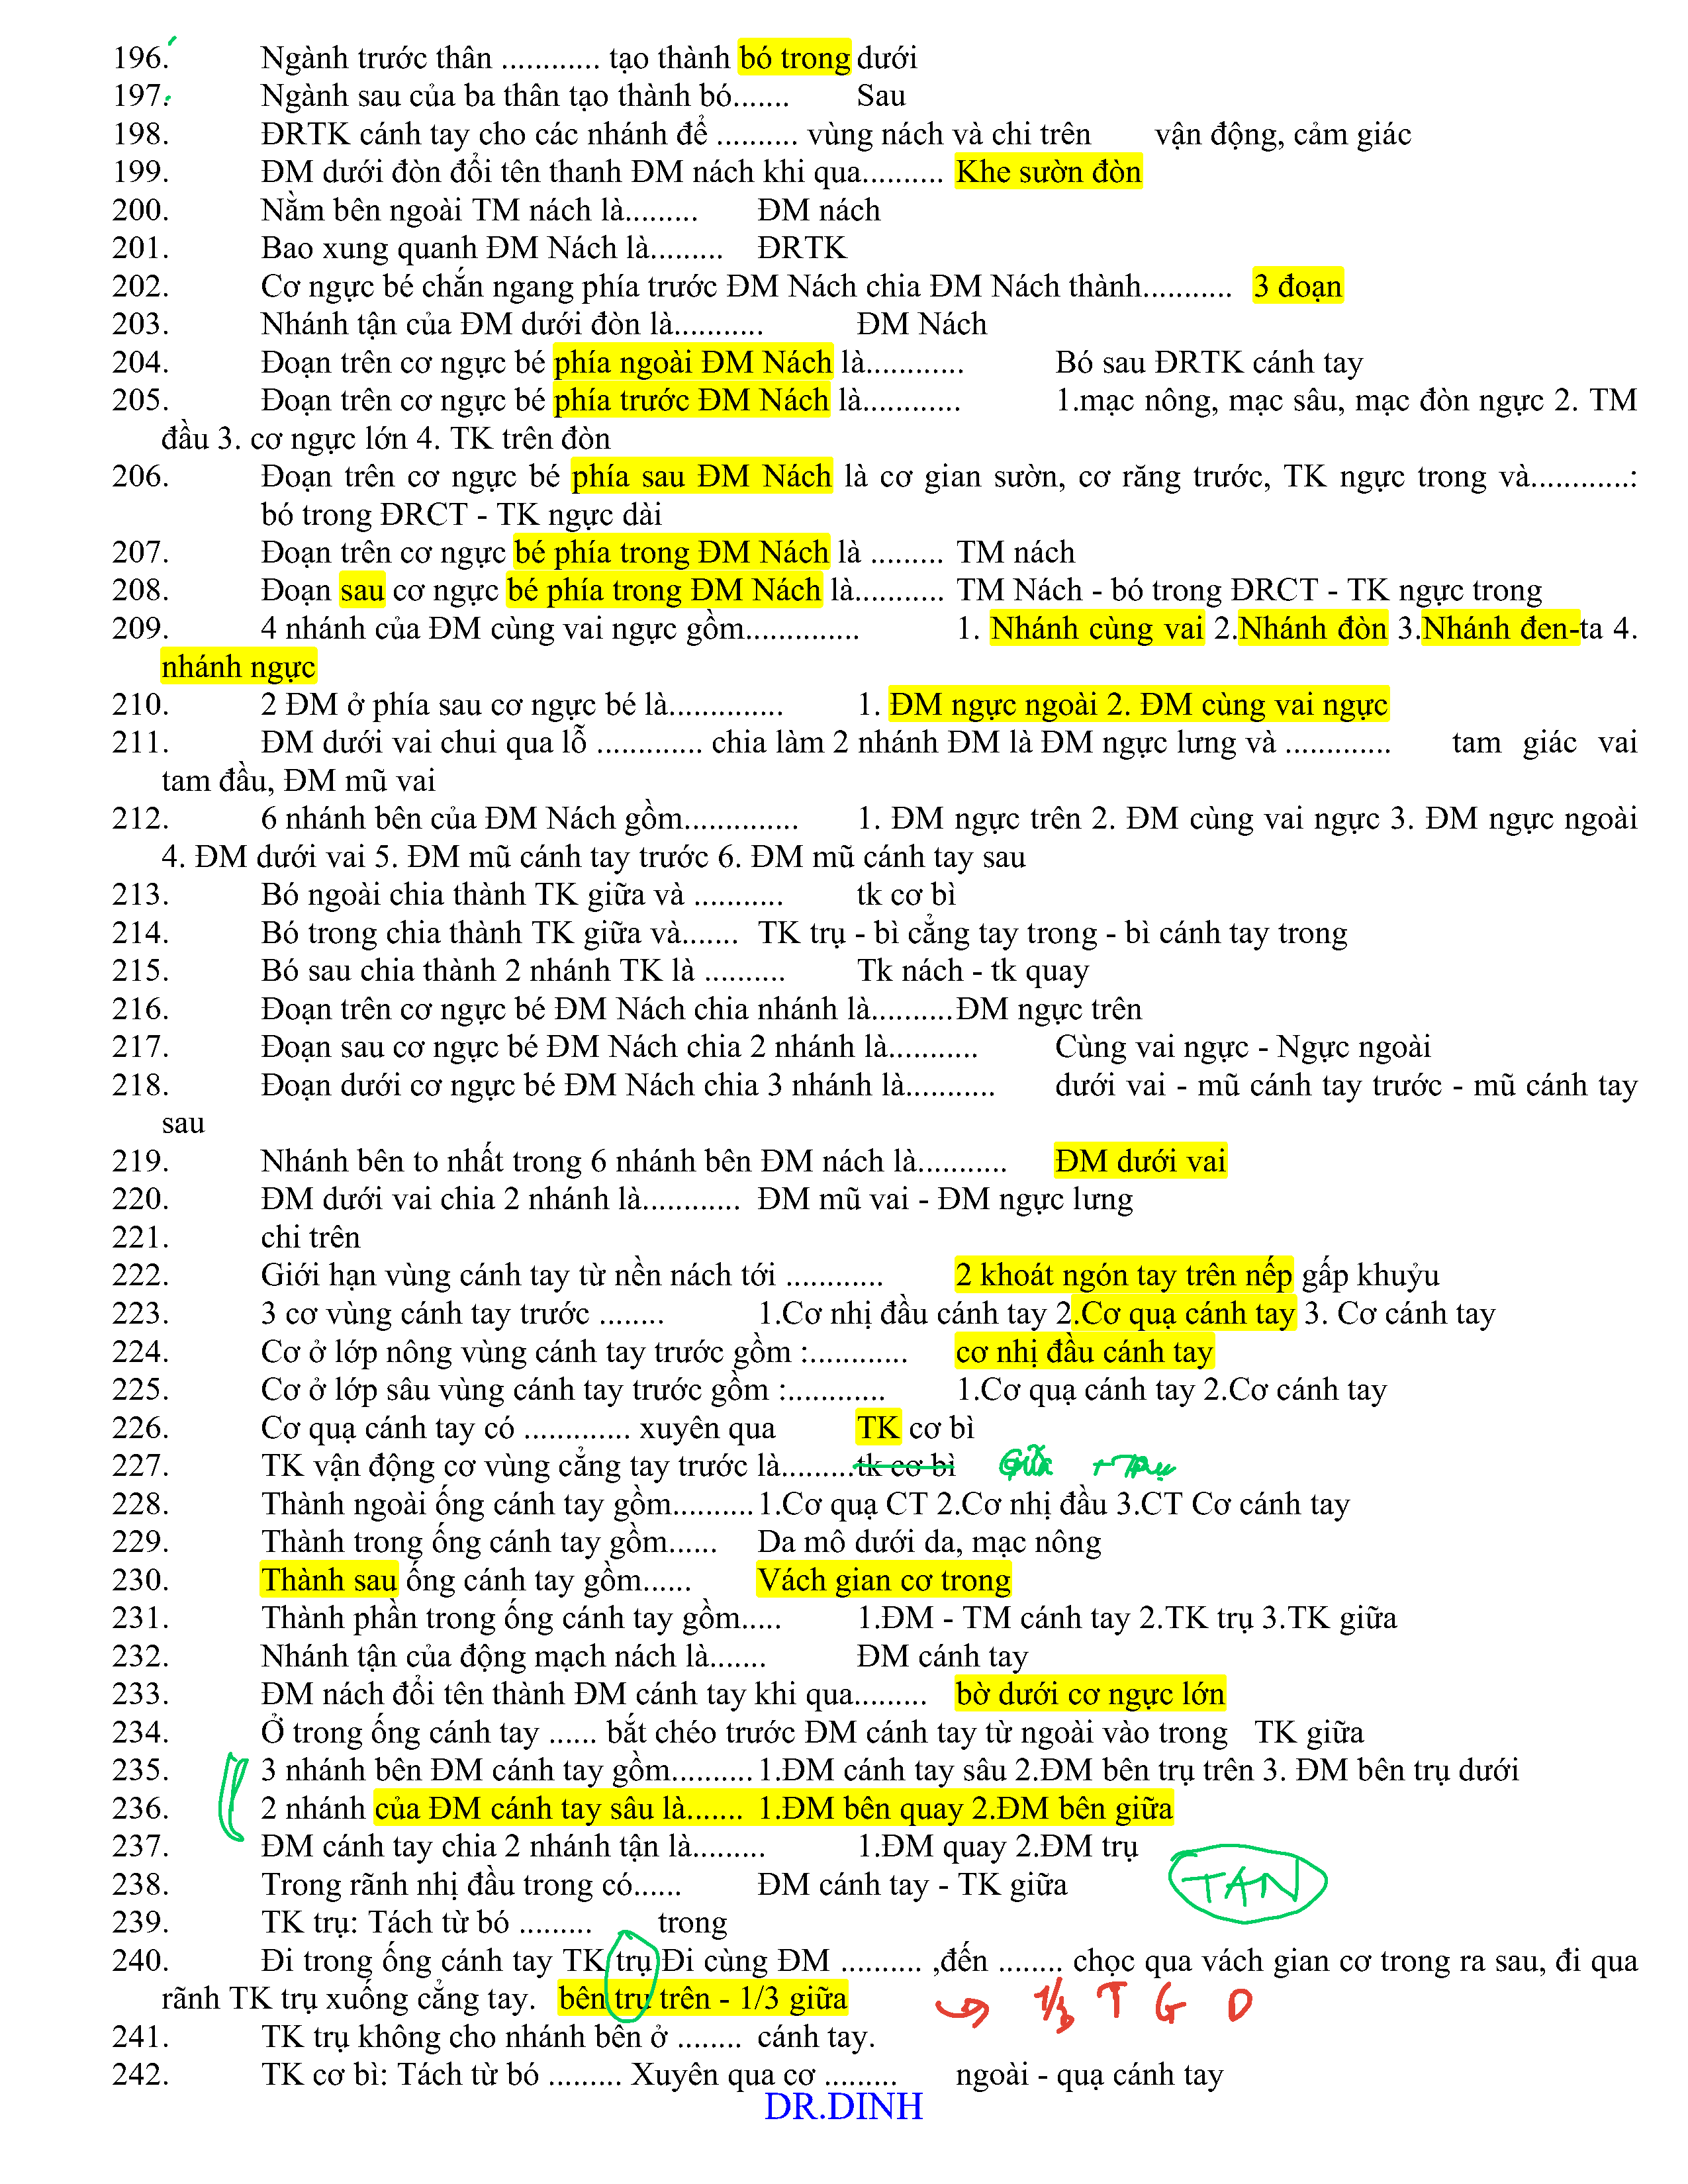 196. Ngành trước thân ............ tạo thành bó trong dưới
197. Ngành sau của ba thân tạo thành bó....... Sau
198. ĐRTK cánh tay cho các nhánh để .......... vùng nách và chi trên vận động, cảm giác
199. ĐM dưới đòn đổi tên thanh ĐM nách khi qua.......... Khe sườn đòn
200. Nằm bên ngoài TM nách là......... ĐM nách
201. Bao xung quanh ĐM Nách là......... ĐRTK
202. Cơ ngực bé chắn ngang phía trước ĐM Nách chia ĐM Nách thành........... 3 đoạn
203. Nhánh tận của ĐM dưới đòn là........... ĐM Nách
204. Đoạn trên cơ ngực bé phía ngoài ĐM Nách là............ Bó sau ĐRTK cánh tay
205. Đoạn trên cơ ngực bé phía trước ĐM Nách là............ 1.mạc nông, mạc sâu, mạc đòn ngực 2. TM
đầu 3. cơ ngực lớn 4. TK trên đòn
206. Đoạn trên cơ ngực bé phía sau ĐM Nách là cơ gian sườn, cơ răng trước, TK ngực trong và............:
bó trong ĐRCT - TK ngực dài
207. Đoạn trên cơ ngực bé phía trong ĐM Nách là ......... TM nách
208. Đoạn sau cơ ngực bé phía trong ĐM Nách là........... TM Nách - bó trong ĐRCT - TK ngực trong
209. 4 nhánh của ĐM cùng vai ngực gồm.............. 1. Nhánh cùng vai 2.Nhánh đòn 3.Nhánh đen-ta 4.
nhánh ngực
210. 2 ĐM ở phía sau cơ ngực bé là.............. 1. ĐM ngực ngoài 2. ĐM cùng vai ngực
211. ĐM dưới vai chui qua lỗ ............. chia làm 2 nhánh ĐM là ĐM ngực lưng và ............. tam giác vai
tam đầu, ĐM mũ vai
212. 6 nhánh bên của ĐM Nách gồm.............. 1. ĐM ngực trên 2. ĐM cùng vai ngực 3. ĐM ngực ngoài
4. ĐM dưới vai 5. ĐM mũ cánh tay trước 6. ĐM mũ cánh tay sau
213. Bó ngoài chia thành TK giữa và ........... tk cơ bì
214. Bó trong chia thành TK giữa và....... TK trụ - bì cẳng tay trong - bì cánh tay trong
215. Bó sau chia thành 2 nhánh TK là .......... Tk nách - tk quay
216. Đoạn trên cơ ngực bé ĐM Nách chia nhánh là..........ĐM ngực trên
217. Đoạn sau cơ ngực bé ĐM Nách chia 2 nhánh là........... Cùng vai ngực - Ngực ngoài
218. Đoạn dưới cơ ngực bé ĐM Nách chia 3 nhánh là........... dưới vai - mũ cánh tay trước - mũ cánh tay
sau
219. Nhánh bên to nhất trong 6 nhánh bên ĐM nách là........... ĐM dưới vai
220. ĐM dưới vai chia 2 nhánh là............ ĐM mũ vai - ĐM ngực lưng
221. chi trên
222. Giới hạn vùng cánh tay từ nền nách tới ............ 2 khoát ngón tay trên nếp gấp khuỷu
223. 3 cơ vùng cánh tay trước ........ 1.Cơ nhị đầu cánh tay 2.Cơ quạ cánh tay 3. Cơ cánh tay
224. Cơ ở lớp nông vùng cánh tay trước gồm :............ cơ nhị đầu cánh tay
225. Cơ ở lớp sâu vùng cánh tay trước gồm :............ 1.Cơ quạ cánh tay 2.Cơ cánh tay
226. Cơ quạ cánh tay có ............. xuyên qua TK cơ bì
227. TK vận động cơ vùng cẳng tay trước là.........tk cơ bì Giữa + Trụ
228. Thành ngoài ống cánh tay gồm..........1.Cơ quạ CT 2.Cơ nhị đầu 3.CT Cơ cánh tay
229. Thành trong ống cánh tay gồm...... Da mô dưới da, mạc nông
230. Thành sau ống cánh tay gồm...... Vách gian cơ trong
231. Thành phần trong ống cánh tay gồm..... 1.ĐM - TM cánh tay 2.TK trụ 3.TK giữa
232. Nhánh tận của động mạch nách là....... ĐM cánh tay
233. ĐM nách đổi tên thành ĐM cánh tay khi qua......... bờ dưới cơ ngực lớn
234. Ở trong ống cánh tay ...... bắt chéo trước ĐM cánh tay từ ngoài vào trong TK giữa
235. 3 nhánh bên ĐM cánh tay gồm..........1.ĐM cánh tay sâu 2.ĐM bên trụ trên 3. ĐM bên trụ dưới
236. 2 nhánh của ĐM cánh tay sâu là....... 1.ĐM bên quay 2.ĐM bên giữa
237. ĐM cánh tay chia 2 nhánh tận là......... 1.ĐM quay 2.ĐM trụ
238. Trong rãnh nhị đầu trong có...... ĐM cánh tay - TK giữa TAN
239. TK trụ: Tách từ bó ......... trong
240. Đi trong ống cánh tay TK trụ Đi cùng ĐM .......... ,đến ........ chọc qua vách gian cơ trong ra sau, đi qua
rãnh TK trụ xuống cẳng tay. bên trụ trên - 1/3 giữa 1/3 T G D
241. TK trụ không cho nhánh bên ở ........ cánh tay.
242. TK cơ bì: Tách từ bó ......... Xuyên qua cơ ......... ngoài - quạ cánh tay
DR.DINH